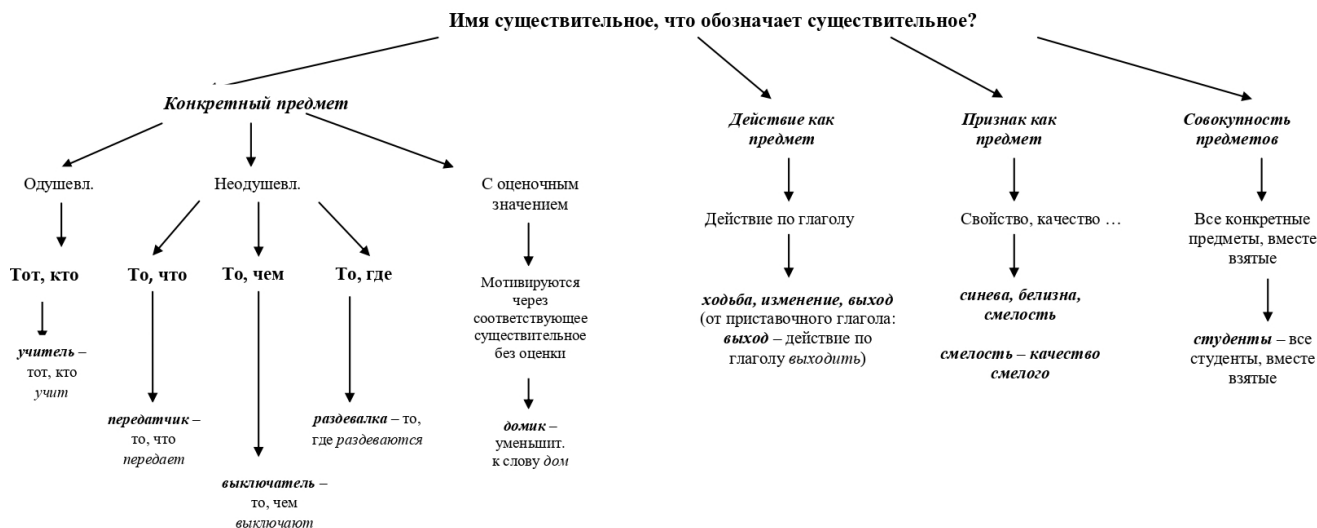 Имя существительное, что обозначает существительное?
Конкретный предмет
Одушевл.
Тот, кто
учитель –
тот, кто
учит
Неодушевл.
То, что
передатчик –
то, что
передает
То, чем
выключатель –
то, чем
выключают
То, где
раздевалка – то,
где раздеваются
С оценочным
значением
Мотивируются
через
соответствующее
существительное
без оценки
домик –
уменьшит.
к слову дом
Действие как
предмет
Действие по глаголу
ходьба, изменение, выход
(от приставочного глагола:
выход – действие по
глаголу выходить)
Признак как
предмет
Свойство, качество …
синева, белизна,
смелость
смелость – качество
смелого
Совокупность
предметов
Все конкретные
предметы, вместе
взятые
студенты – все
студенты, вместе
взятые